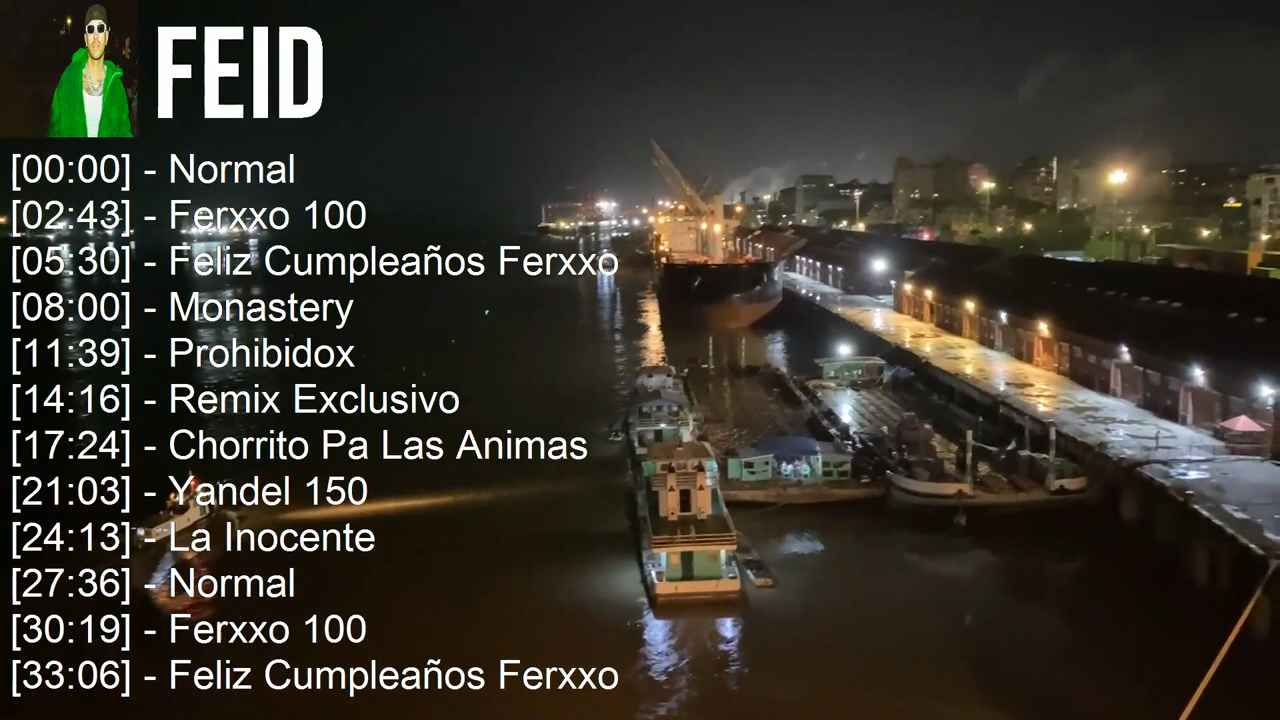 FEID
[00:00] - Normal
[02:43] - Ferxxo 100
[05:30] - Feliz Cumpleaños Ferxxo
[08:00] - Monastery
[11:39] - Prohibidox
[14:16] - Remix Exclusivo
[17:24] - Chorrito Pa Las Animas
[21:03] - Yandel 150
[24:13] - La Inocente
[27:36] - Normal
[30:19] - Ferxxo 100
[33:06] - Feliz Cumpleaños Ferxxo